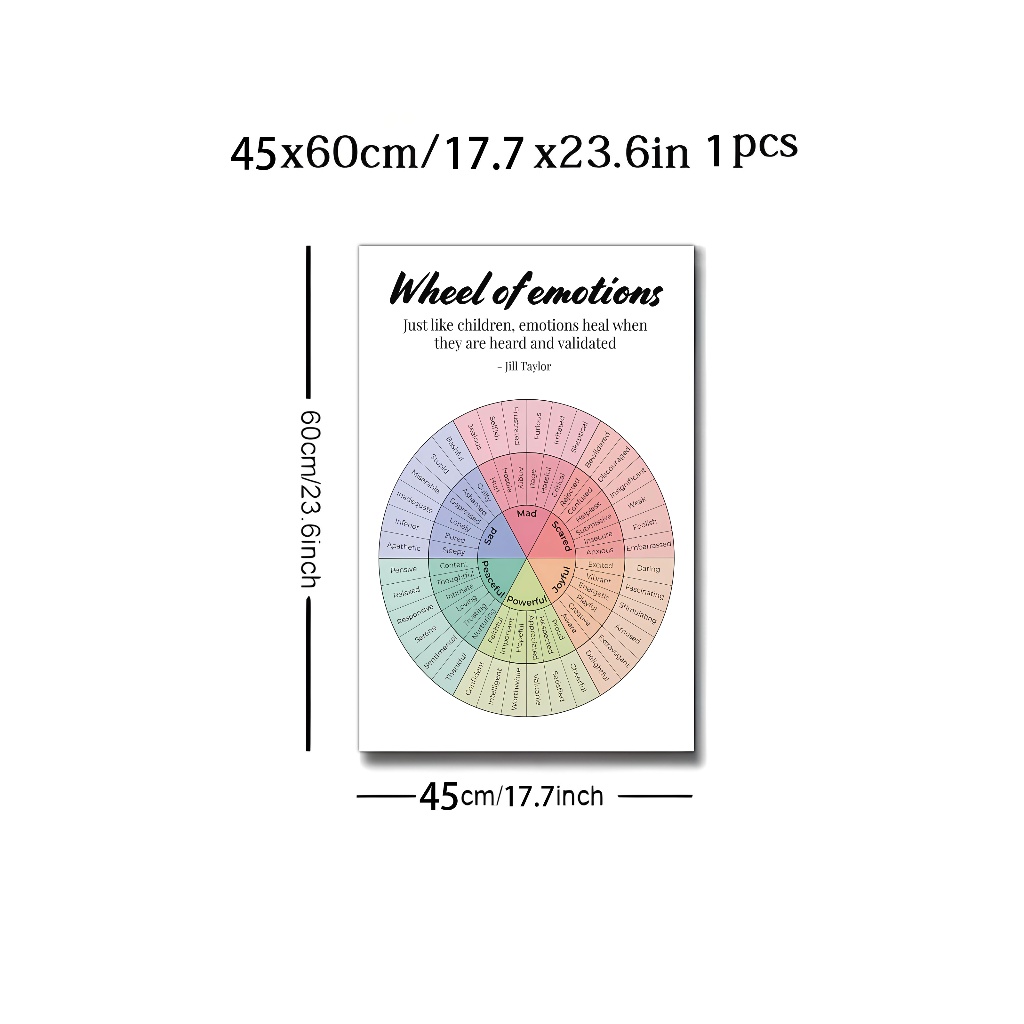 45x60cm/17.7 x23.6in 1pcs
Wheel of emotions
Just like children, emotions heal when
they are heard and validated
- Jill Taylor
60cm/23.6inch
Mad
Scared
Joyful
Powerful
Peaceful
Sad
Hurt
Hostile
Angry
Rage
Hateful
Critical
Rejected
Confused
Helpless
Submissive
Insecure
Anxious
Excited
Vibrant
Energetic
Playful
Creative
Aware
Proud
Respected
Appreciated
Hopeful
Important
Faithful
Nurturing
Trusting
Loving
Intimate
Thoughtful
Content
Sleepy
Bored
Lonely
Depressed
Ashamed
Guilty
Jealous
Selfish
Furious
Irritated
Skeptical
Bewildered
Discouraged
Insignificant
Weak
Foolish
Embarrassed
Daring
Fascinating
Stimulating
Amused
Extravagant
Delightful
Cheerful
Satisfied
Valuable
Worthwhile
Intelligent
Confident
Thankful
Sentimental
Serene
Responsive
Relaxed
Pensive
Apathetic
Inferior
Inadequate
Miserable
Stupid
Bashful
45cm/17.7inch